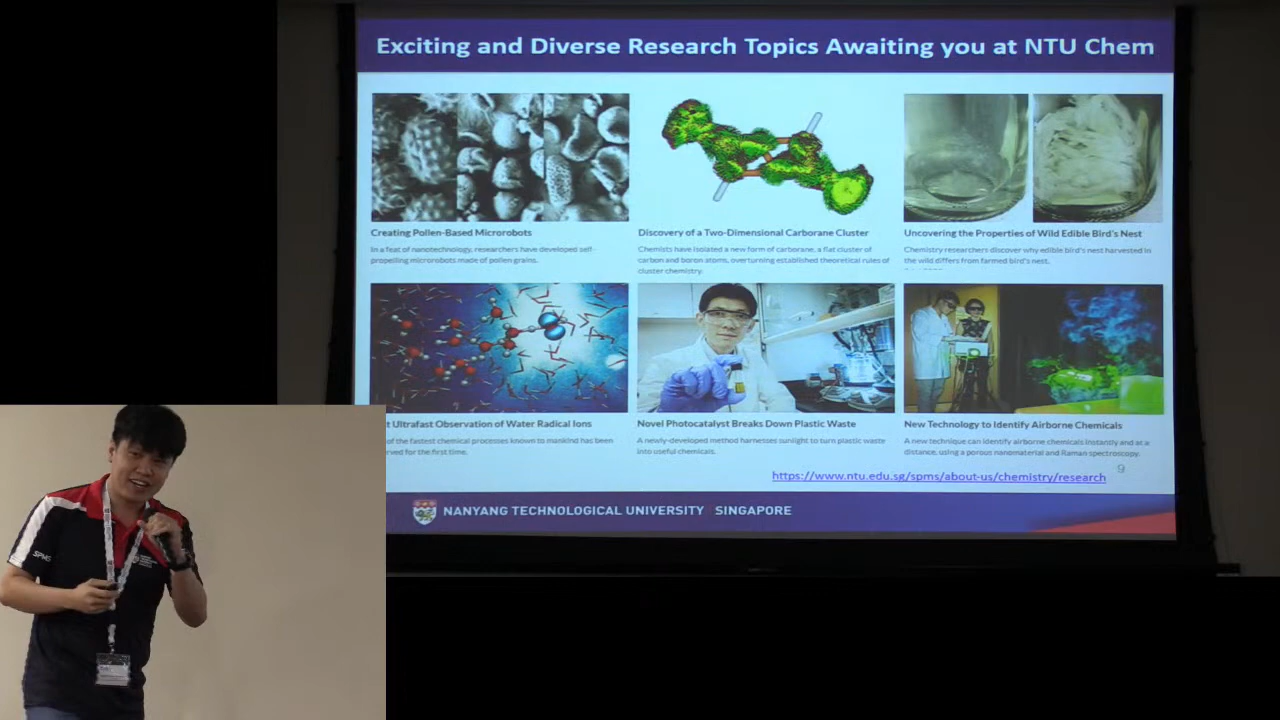 Exciting and Diverse Research Topics Awaiting you at NTU Chem
Creating Pollen-Based Microrobots
In a feat of nanotechnology, researchers have developed self-
propelling microrobots made of pollen grains.
Discovery of a Two-Dimensional Carborane Cluster
Chemists have isolated a new form of carborane, a flat cluster of
carbon and boron atoms, overturning established theoretical rules of
cluster chemistry.
Uncovering the Properties of Wild Edible Bird's Nest
Chemistry researchers discover why edible bird's nest harvested in
the wild differs from farmed bird's nest.
Ultrafast Observation of Water Radical Ions
of the fastest chemical processes known to mankind has been
for the first time.
Novel Photocatalyst Breaks Down Plastic Waste
A newly-developed method harnesses sunlight to turn plastic waste
into useful chemicals.
New Technology to Identify Airborne Chemicals
A new technique can identify airborne chemicals instantly and at a
distance, using a porous nanomaterial and Raman spectroscopy.
9
https://www.ntu.edu.sg/spms/about-us/chemistry/research
NANYANG TECHNOLOGICAL UNIVERSITY SINGAPORE
SPMS